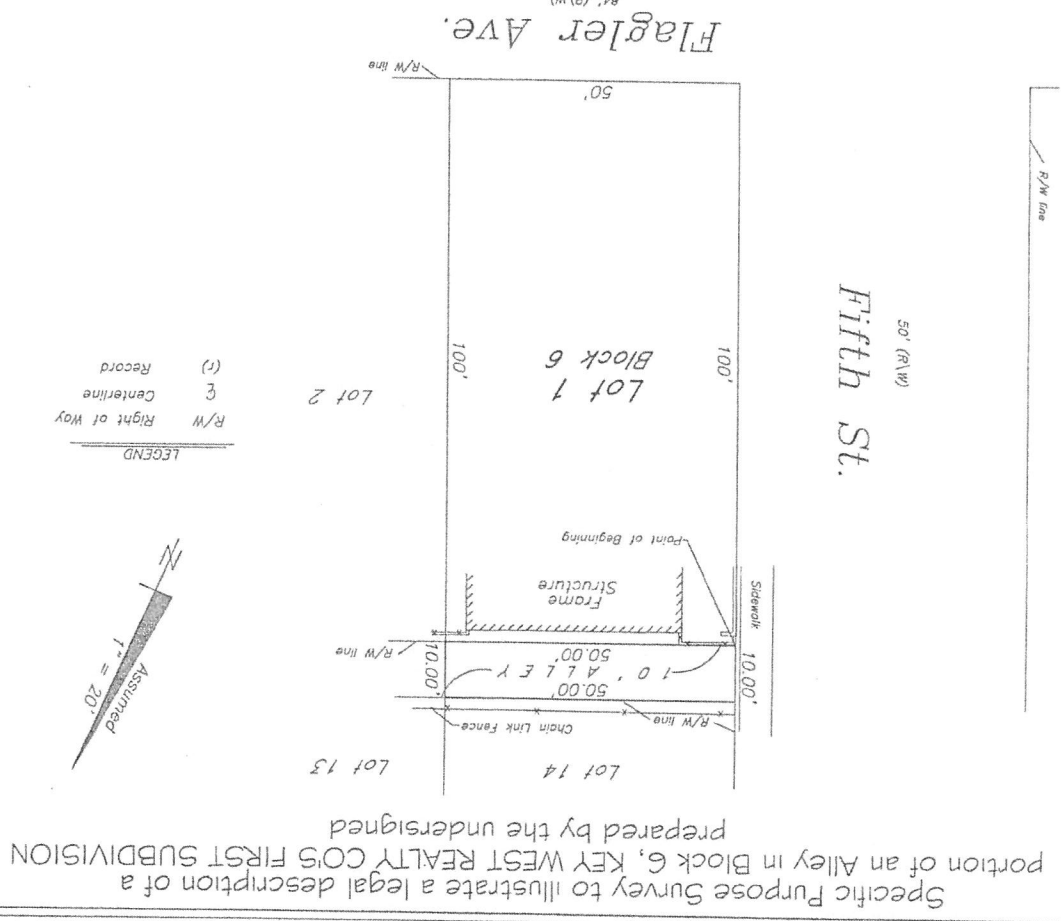 Specific Purpose Survey to illustrate a legal description of a
portion of an Alley in Block 6, KEY WEST REALTY CO'S FIRST SUBDIVISION
prepared by the undersigned
Lot 14
Lot 13
Chain Link Fence
R/W line
50.00'
10' ALLEY
50.00'
10.00'
10.00'
R/W line
Sidewalk
Frame
Structure
Point of Beginning
Assumed
1" = 20'
N
LEGEND
R/W Right of Way
℄ Centerline
(r) Record
Lot 1
Block 6
Lot 2
100'
100'
Fifth St.
50' (R\W)
R/W line
50'
R/W line
Flagler Ave.
(R\W)